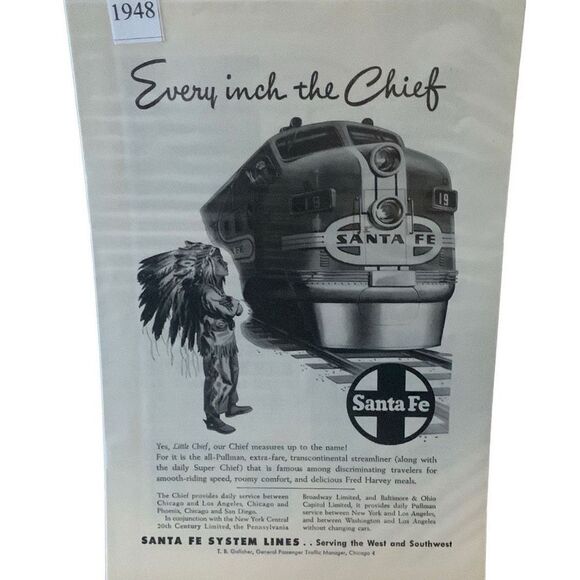 1948
Every inch the Chief
19
19
SANTA FE
Santa Fe
Yes, Little Chief, our Chief measures up to the name!
For it is the all-Pullman, extra-fare, transcontinental streamliner (along with
the daily Super Chief) that is famous among discriminating travelers for
smooth-riding speed, roomy comfort, and delicious Fred Harvey meals.
The Chief provides daily service between
Chicago and Los Angeles, Chicago and
Phoenix, Chicago and San Diego.
In conjunction with the New York Central
20th Century Limited, the Pennsylvania
Broadway Limited, and Baltimore & Ohio
Capitol Limited, it provides daily Pullman
service between New York and Los Angeles,
and between Washington and Los Angeles
without changing cars.
SANTA FE SYSTEM LINES . . Serving the West and Southwest
T. B. Gallaher, General Passenger Traffic Manager, Chicago 4